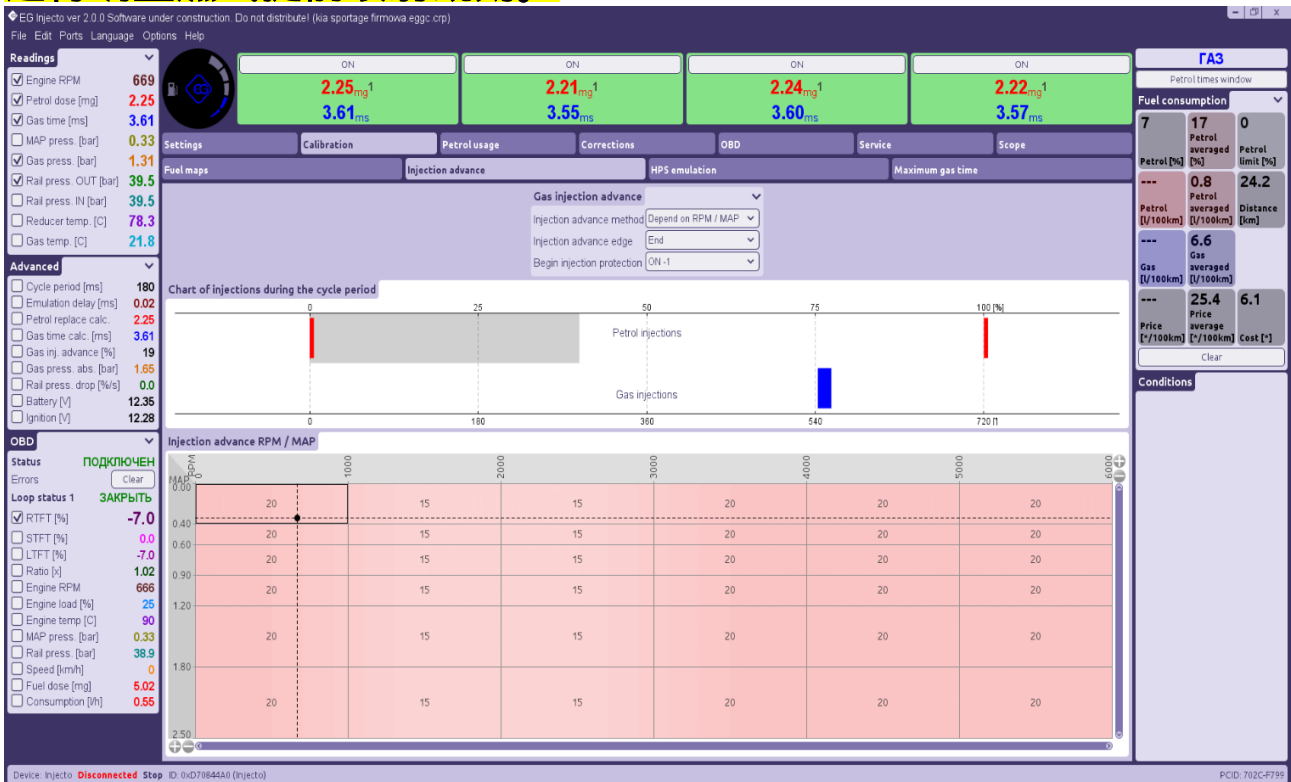 EG Injecto ver 2.0.0 Software under construction. Do not distribute! (kia sportage firmowa.eggc.crp)
File Edit Ports Language Options Help
Readings
Engine RPM 669
Petrol dose [mg] 2.25
Gas time [ms] 3.61
MAP press. [bar] 0.33
Gas press. [bar] 1.31
Rail press. OUT [bar] 39.5
Rail press. IN [bar] 39.5
Reducer temp. [C] 78.3
Gas temp. [C] 21.8
Advanced
Cycle period [ms] 180
Emulation delay [ms] 0.02
Petrol replace calc. 2.25
Gas time calc. [ms] 3.61
Gas inj. advance [%] 19
Gas press. abs. [bar] 1.65
Rail press. drop [%/s] 0.0
Battery [V] 12.35
Ignition [V] 12.28
OBD
Status ПОДКЛЮЧЕН
Errors Clear
Loop status 1 ЗАКРЫТЬ
RTFT [%] -7.0
STFT [%] 0.0
LTFT [%] -7.0
Ratio [x] 1.02
Engine RPM 666
Engine load [%] 25
Engine temp [C] 90
MAP press. [bar] 0.33
Rail press. [bar] 38.9
Speed [km/h] 0
Fuel dose [mg] 5.02
Consumption [l/h] 0.55
ON ON ON ON
2.25mg1 2.21mg1 2.24mg1 2.22mg1
3.61ms 3.55ms 3.60ms 3.57ms
Settings Calibration Petrol usage Corrections OBD Service Scope
Fuel maps Injection advance HPS emulation Maximum gas time
Gas injection advance
Injection advance method Depend on RPM / MAP
Injection advance edge End
Begin injection protection ON -1
Chart of injections during the cycle period
0 25 50 75 100 [%]
Petrol injections
Gas injections
0 180 360 540 720 [°]
Injection advance RPM / MAP
RPM 0 1000 2000 3000 4000 5000 6000
MAP
0.00
20 15 15 20 20 20
0.40
20 15 15 20 20 20
0.60
20 15 15 20 20 20
0.90
20 15 15 20 20 20
1.20
20 15 15 20 20 20
1.80
20 15 15 20 20 20
2.50
ГАЗ
Petrol times window
Fuel consumption
7 17 0
Petrol [%] Petrol averaged [%] Petrol limit [%]
--- 0.8 24.2
Petrol [l/100km] Petrol averaged [l/100km] Distance [km]
--- 6.6
Gas [l/100km] Gas averaged [l/100km]
--- 25.4 6.1
Price [*/100km] Price average [*/100km] Cost [*]
Clear
Conditions
Device: Injecto Disconnected Stop ID: 0xD70844A0 (Injecto)
PCID: 702C-F799